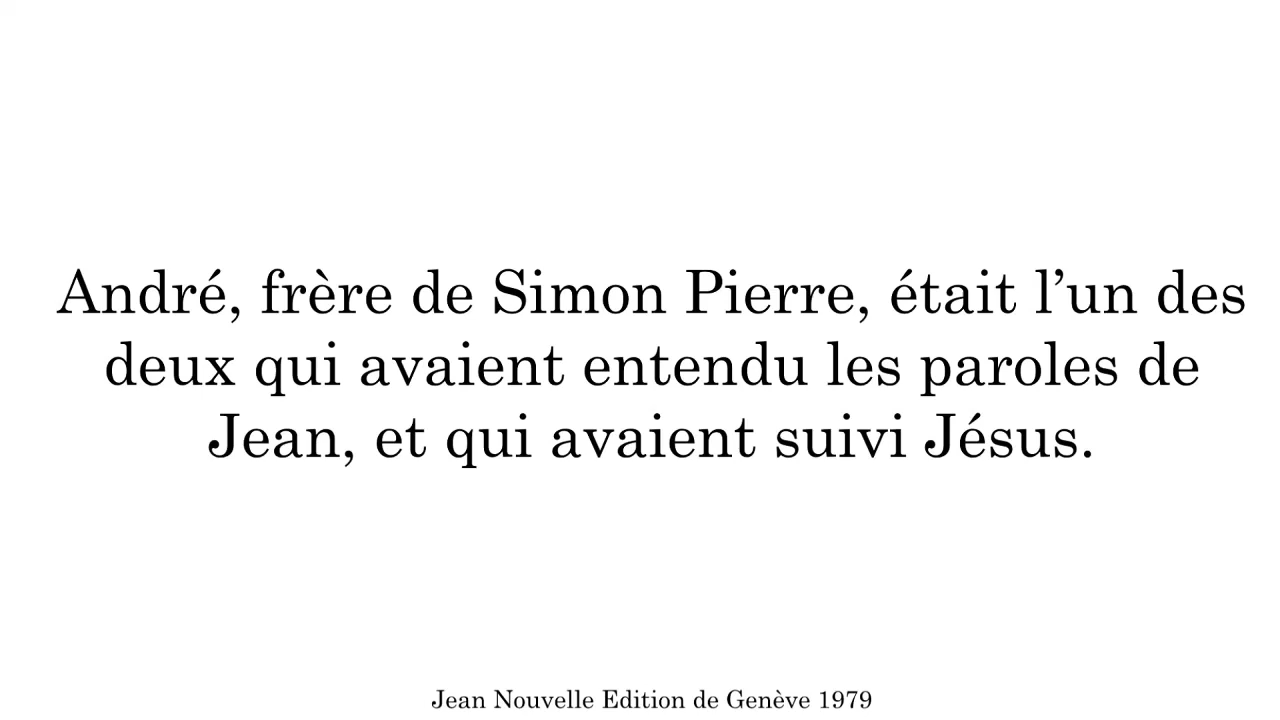 André, frère de Simon Pierre, était l’un des
deux qui avaient entendu les paroles de
Jean, et qui avaient suivi Jésus.
Jean Nouvelle Edition de Genève 1979